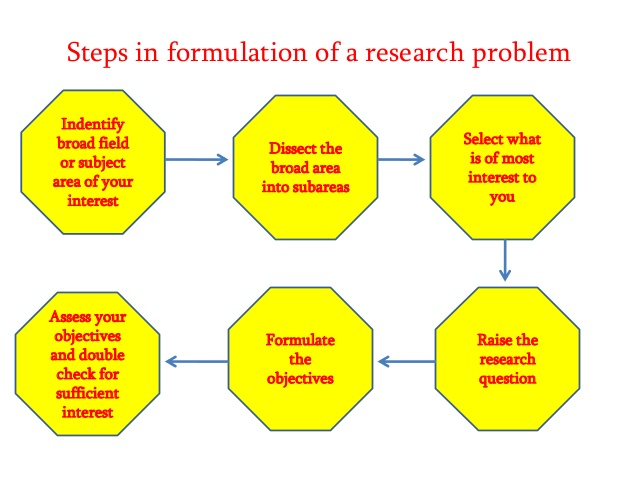 Steps in formulation of a research problem
Indentify
broad field
or subject
area of your
interest
Dissect the
broad area
into subareas
Select what
is of most
interest to
you
Raise the
research
question
Formulate
the
objectives
Assess your
objectives
and double
check for
sufficient
interest